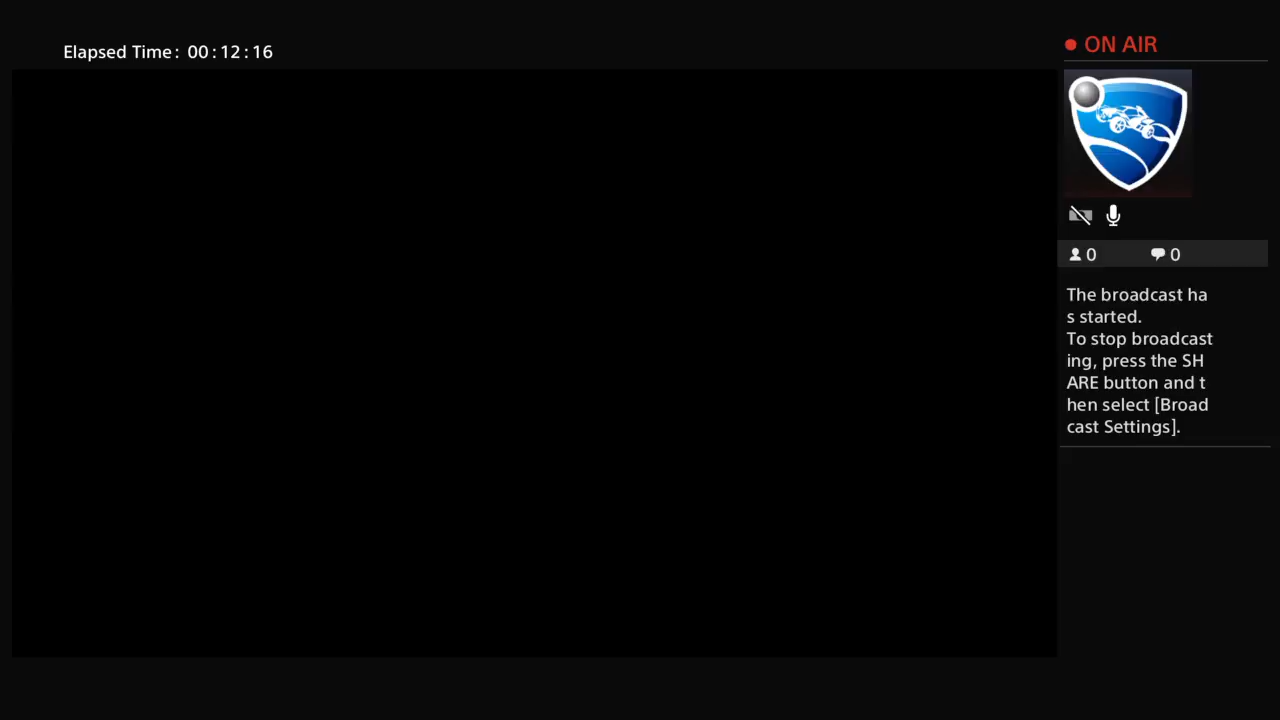 Elapsed Time: 00:12:16
ON AIR
0 0
The broadcast ha
s started.
To stop broadcast
ing, press the SH
ARE button and t
hen select [Broad
cast Settings].